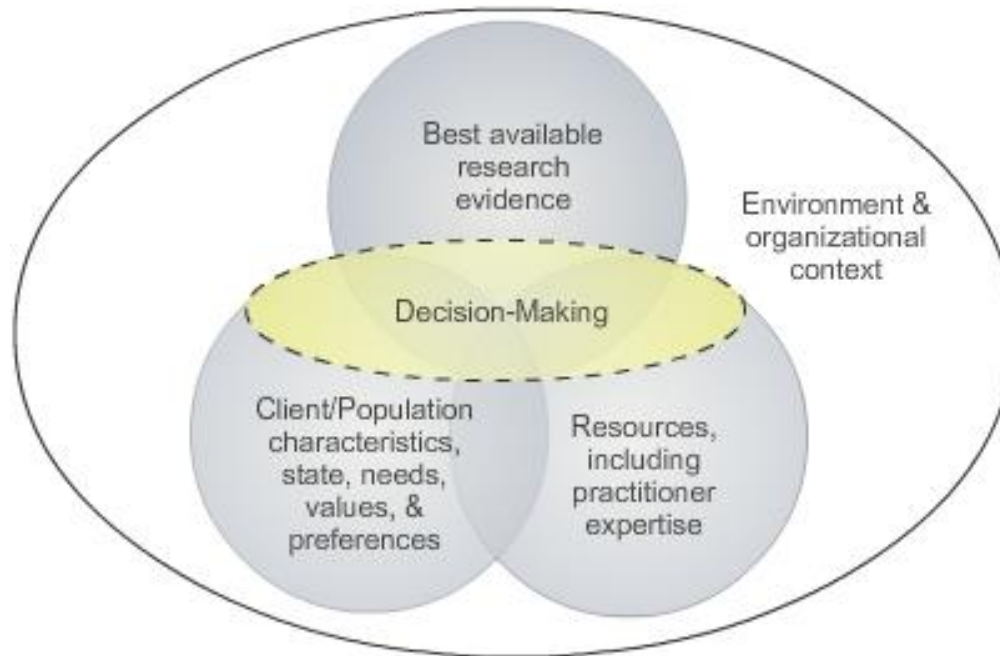 Best available
research
evidence
Environment &
organizational
context
Decision-Making
Client/Population
characteristics,
state, needs,
values, &
preferences
Resources,
including
practitioner
expertise